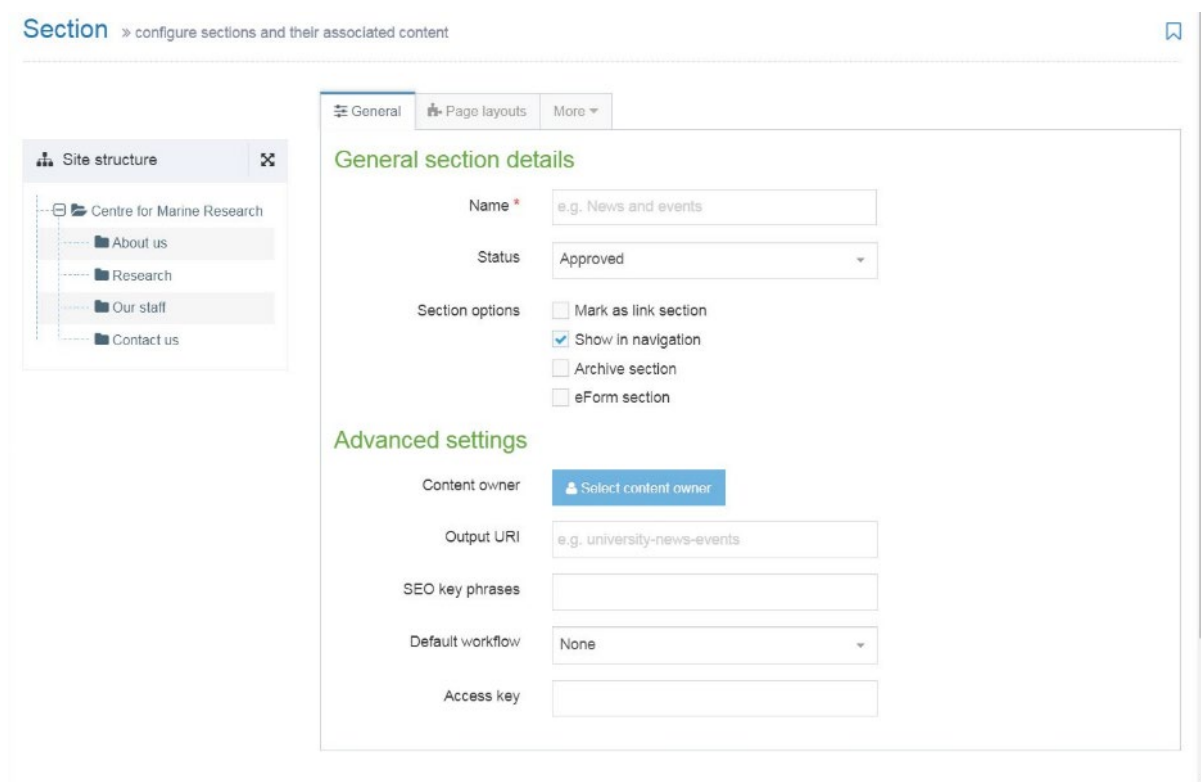 Section » configure sections and their associated content
General Page layouts More
Site structure
Centre for Marine Research
About us
Research
Our staff
Contact us
General section details
Name * e.g. News and events
Status Approved
Section options Mark as link section
Show in navigation
Archive section
eForm section
Advanced settings
Content owner Select content owner
Output URI e.g. university-news-events
SEO key phrases
Default workflow None
Access key